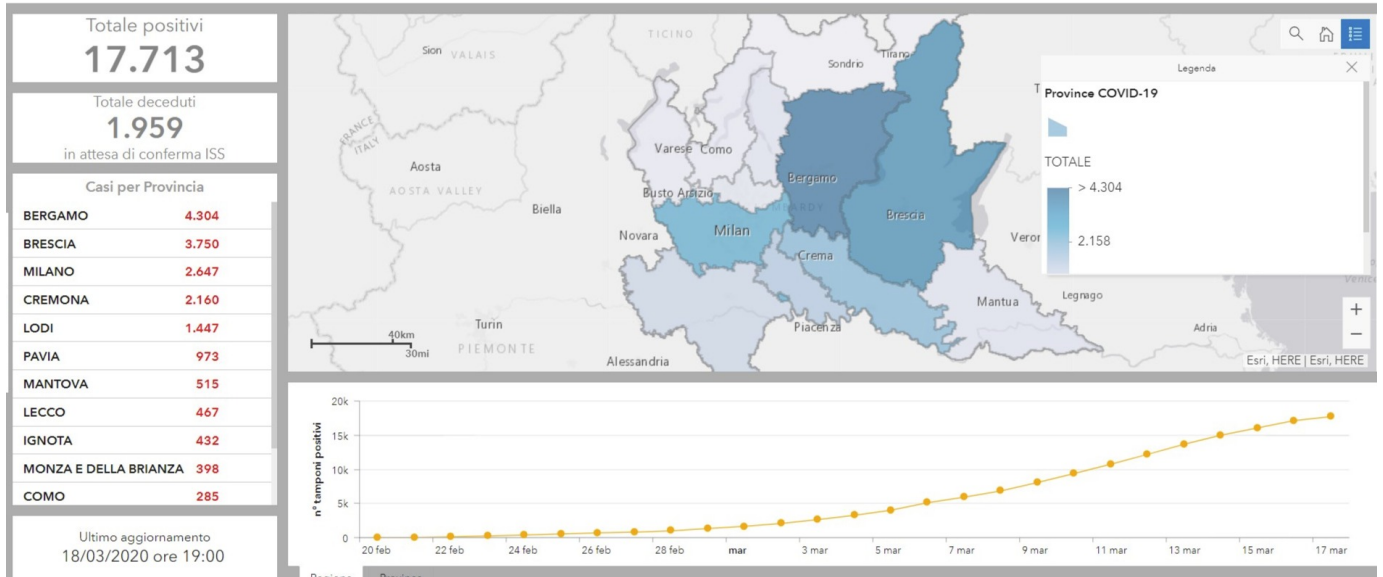 Totale positivi
17.713
Totale deceduti
1.959
in attesa di conferma ISS
Casi per Provincia
BERGAMO 4.304
BRESCIA 3.750
MILANO 2.647
CREMONA 2.160
LODI 1.447
PAVIA 973
MANTOVA 515
LECCO 467
IGNOTA 432
MONZA E DELLA BRIANZA 398
COMO 285
Ultimo aggiornamento
18/03/2020 ore 19:00
TICINO
Sion VALAIS
Tirano
Sondrio
FRANCE
ITALY
Aosta
AOSTA VALLEY
Varese Como
Bergamo
Busto Arsizio
Biella
Brescia
Novara
Milan
Crema
Mantua
Legnago
Piacenza
Turin
PIEMONTE
Adria
Alessandria
40km
30mi
Legenda
Province COVID-19
TOTALE
> 4.304
2.158
+
−
Esri, HERE | Esri, HERE
n° tamponi positivi
20k
15k
10k
5k
0
20 feb 22 feb 24 feb 26 feb 28 feb mar 3 mar 5 mar 7 mar 9 mar 11 mar 13 mar 15 mar 17 mar